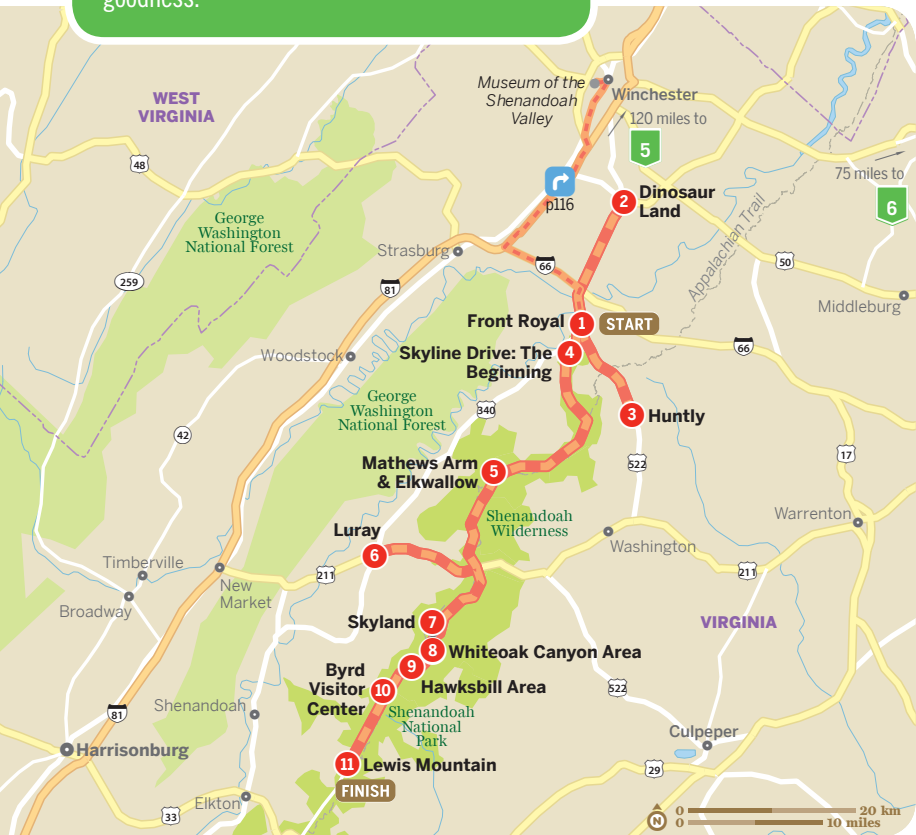 goodness.
Museum of the
Shenandoah
Valley
Winchester
120 miles to
5
WEST
VIRGINIA
48
75 miles to
6
p116
2
Dinosaur
Land
George
Washington
National Forest
Strasburg
Appalachian Trail
66
50
259
81
Middleburg
Front Royal
1
START
Skyline Drive: The
Beginning
4
66
Woodstock
George
Washington
National Forest
340
3
Huntly
42
17
Mathews Arm
& Elkwallow
5
522
Shenandoah
Wilderness
Warrenton
Luray
6
Washington
Timberville
211
211
New
Market
Broadway
Skyland
7
VIRGINIA
8
Whiteoak Canyon Area
9
Hawksbill Area
Byrd
Visitor
Center
10
522
Shenandoah
81
Shenandoah
National
Park
Culpeper
Harrisonburg
11
Lewis Mountain
FINISH
29
Elkton
33
N
0
20 km
0
10 miles